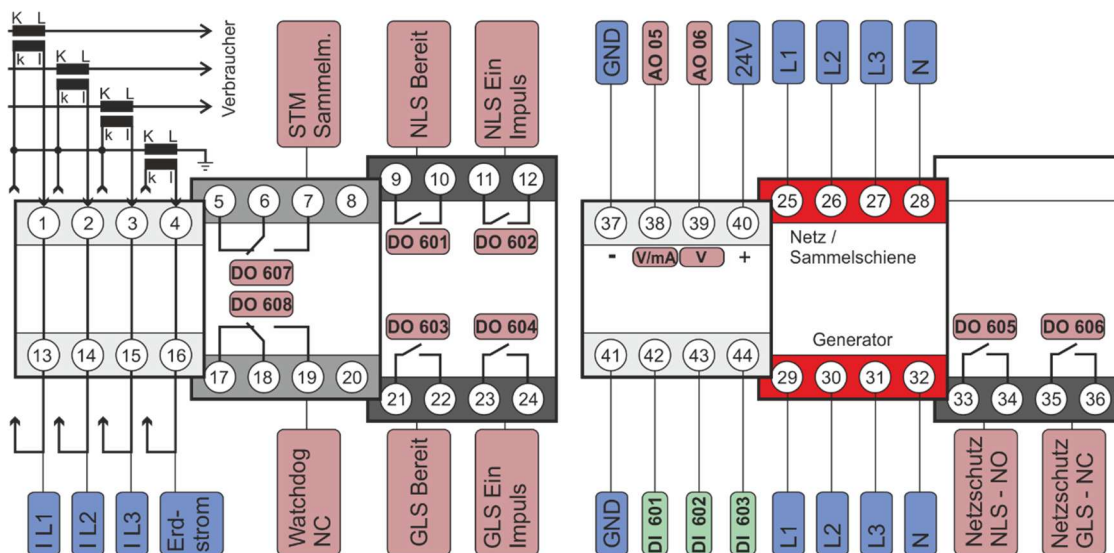 K L
k l
K L
k l
K L
k l
K L
k l
Verbraucher
STM
Sammelm.
NLS Bereit
NLS Ein
Impuls
GND
AO 05
AO 06
24V
L1
L2
L3
N
1
2
3
4
5
6
7
8
9
10
11
12
37
38
39
40
25
26
27
28
DO 607
DO 608
DO 601
DO 602
DO 603
DO 604
-
V/mA
V
+
Netz /
Sammelschiene
Generator
DO 605
DO 606
13
14
15
16
17
18
19
20
21
22
23
24
41
42
43
44
29
30
31
32
33
34
35
36
I L1
I L2
I L3
Erd-
strom
Watchdog
NC
GLS Bereit
GLS Ein
Impuls
GND
DI 601
DI 602
DI 603
L1
L2
L3
N
Netzschutz
NLS - NO
Netzschutz
GLS - NC